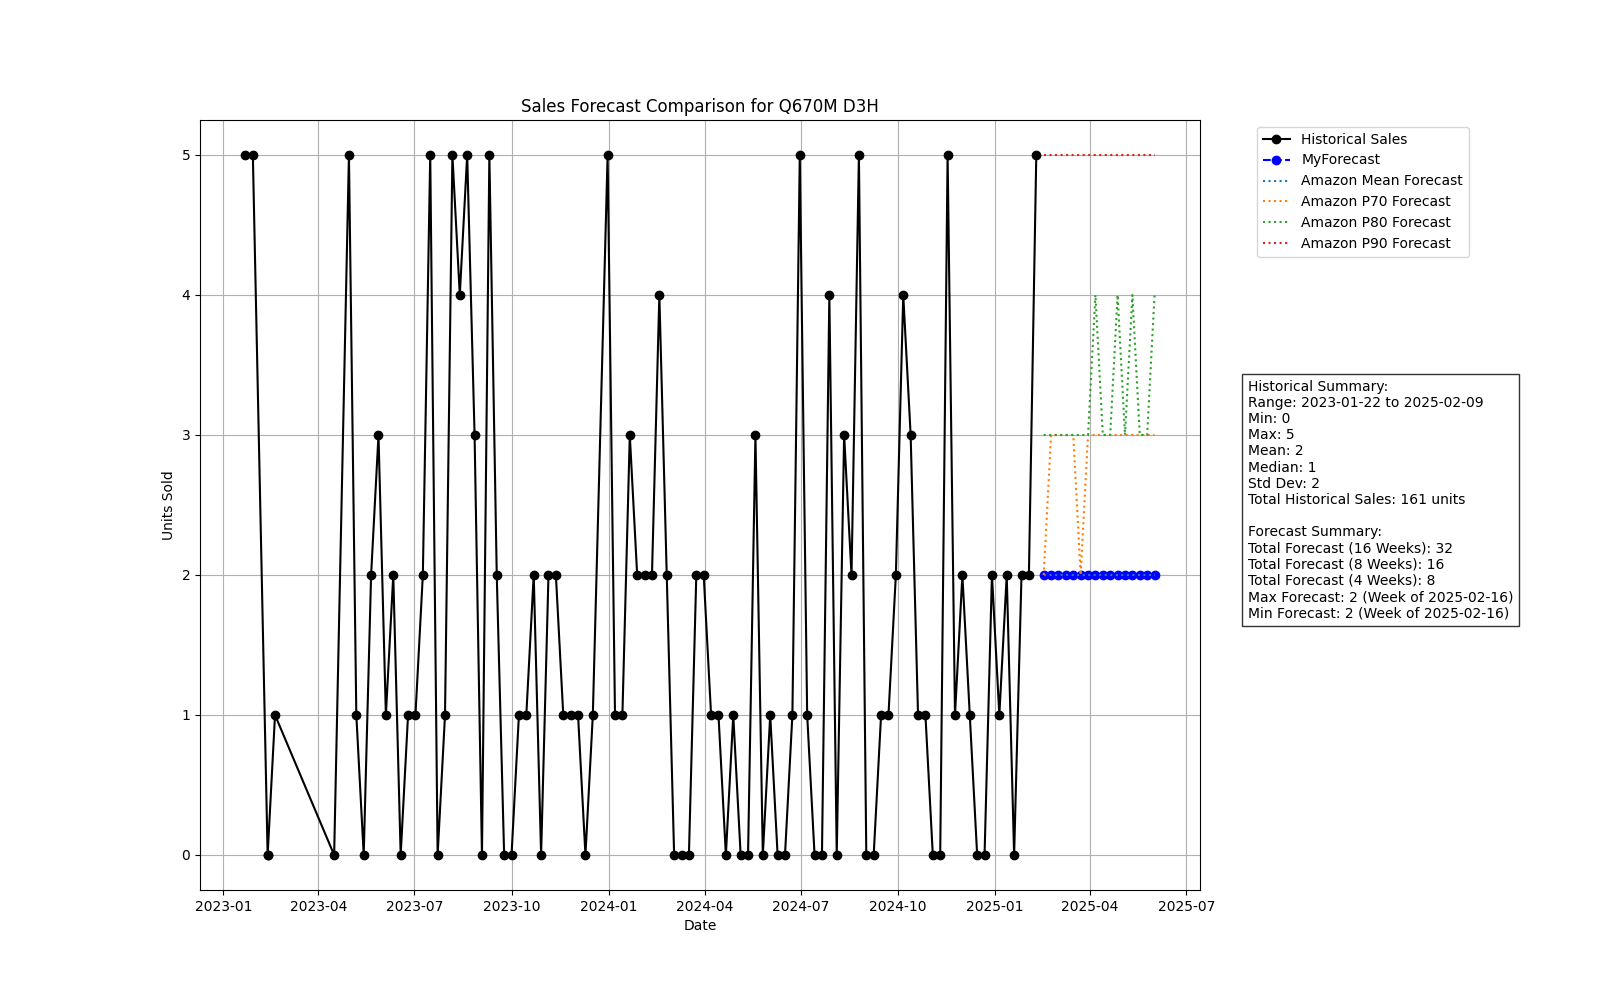 Sales Forecast Comparison for Q670M D3H
Units Sold
5
4
3
2
1
0
2023-01
2023-04
2023-07
2023-10
2024-01
2024-04
2024-07
2024-10
2025-01
2025-04
2025-07
Date
Historical Sales
MyForecast
Amazon Mean Forecast
Amazon P70 Forecast
Amazon P80 Forecast
Amazon P90 Forecast
Historical Summary:
Range: 2023-01-22 to 2025-02-09
Min: 0
Max: 5
Mean: 2
Median: 1
Std Dev: 2
Total Historical Sales: 161 units
Forecast Summary:
Total Forecast (16 Weeks): 32
Total Forecast (8 Weeks): 16
Total Forecast (4 Weeks): 8
Max Forecast: 2 (Week of 2025-02-16)
Min Forecast: 2 (Week of 2025-02-16)